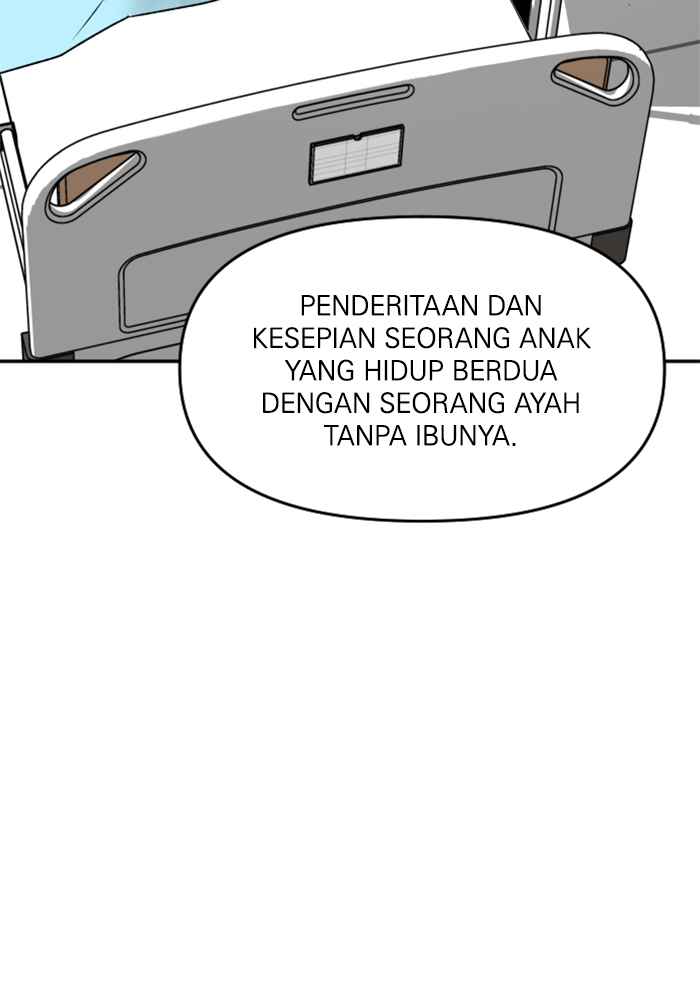 PENDERITAAN DAN
KESEPIAN SEORANG ANAK
YANG HIDUP BERDUA
DENGAN SEORANG AYAH
TANPA IBUNYA.